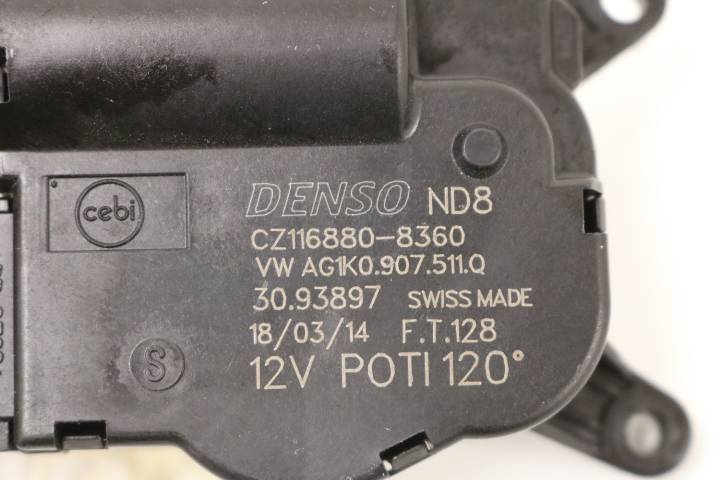 cebi
DENSO ND8
CZ116880-8360
VW AG1K0.907.511.Q
30.93897 SWISS MADE
18/03/14 F.T.128
12V POTI 120°
S